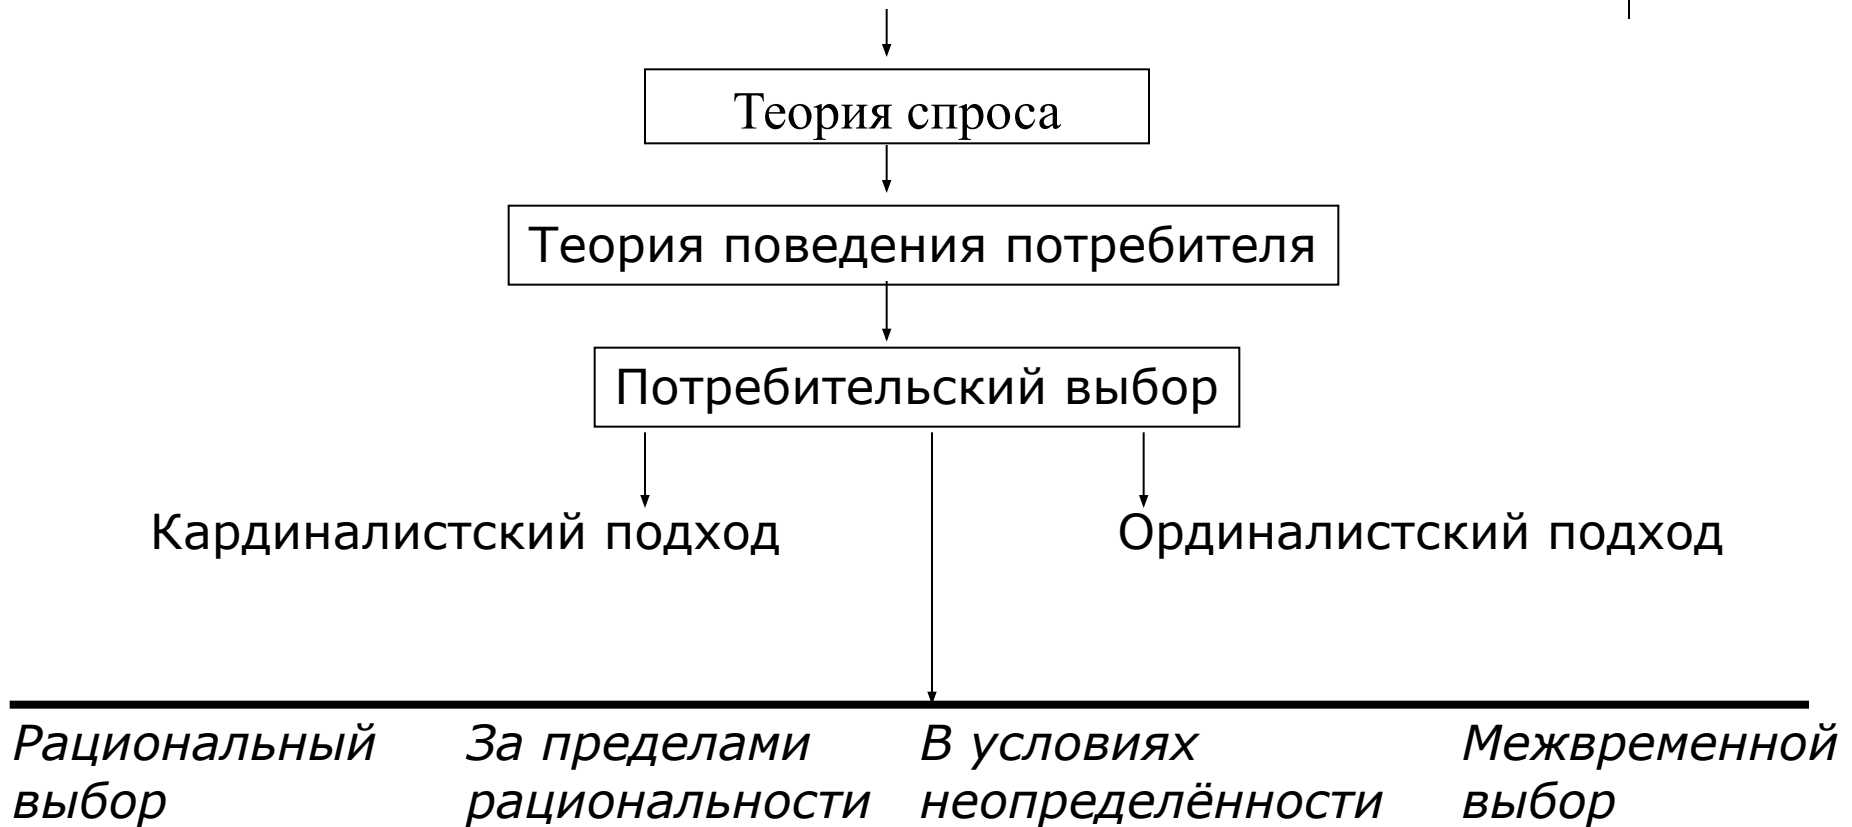 Теория спроса
Теория поведения потребителя
Потребительский выбор
Кардиналистский подход
Ординалистский подход
Рациональный
выбор
За пределами
рациональности
В условиях
неопределённости
Межвременной
выбор